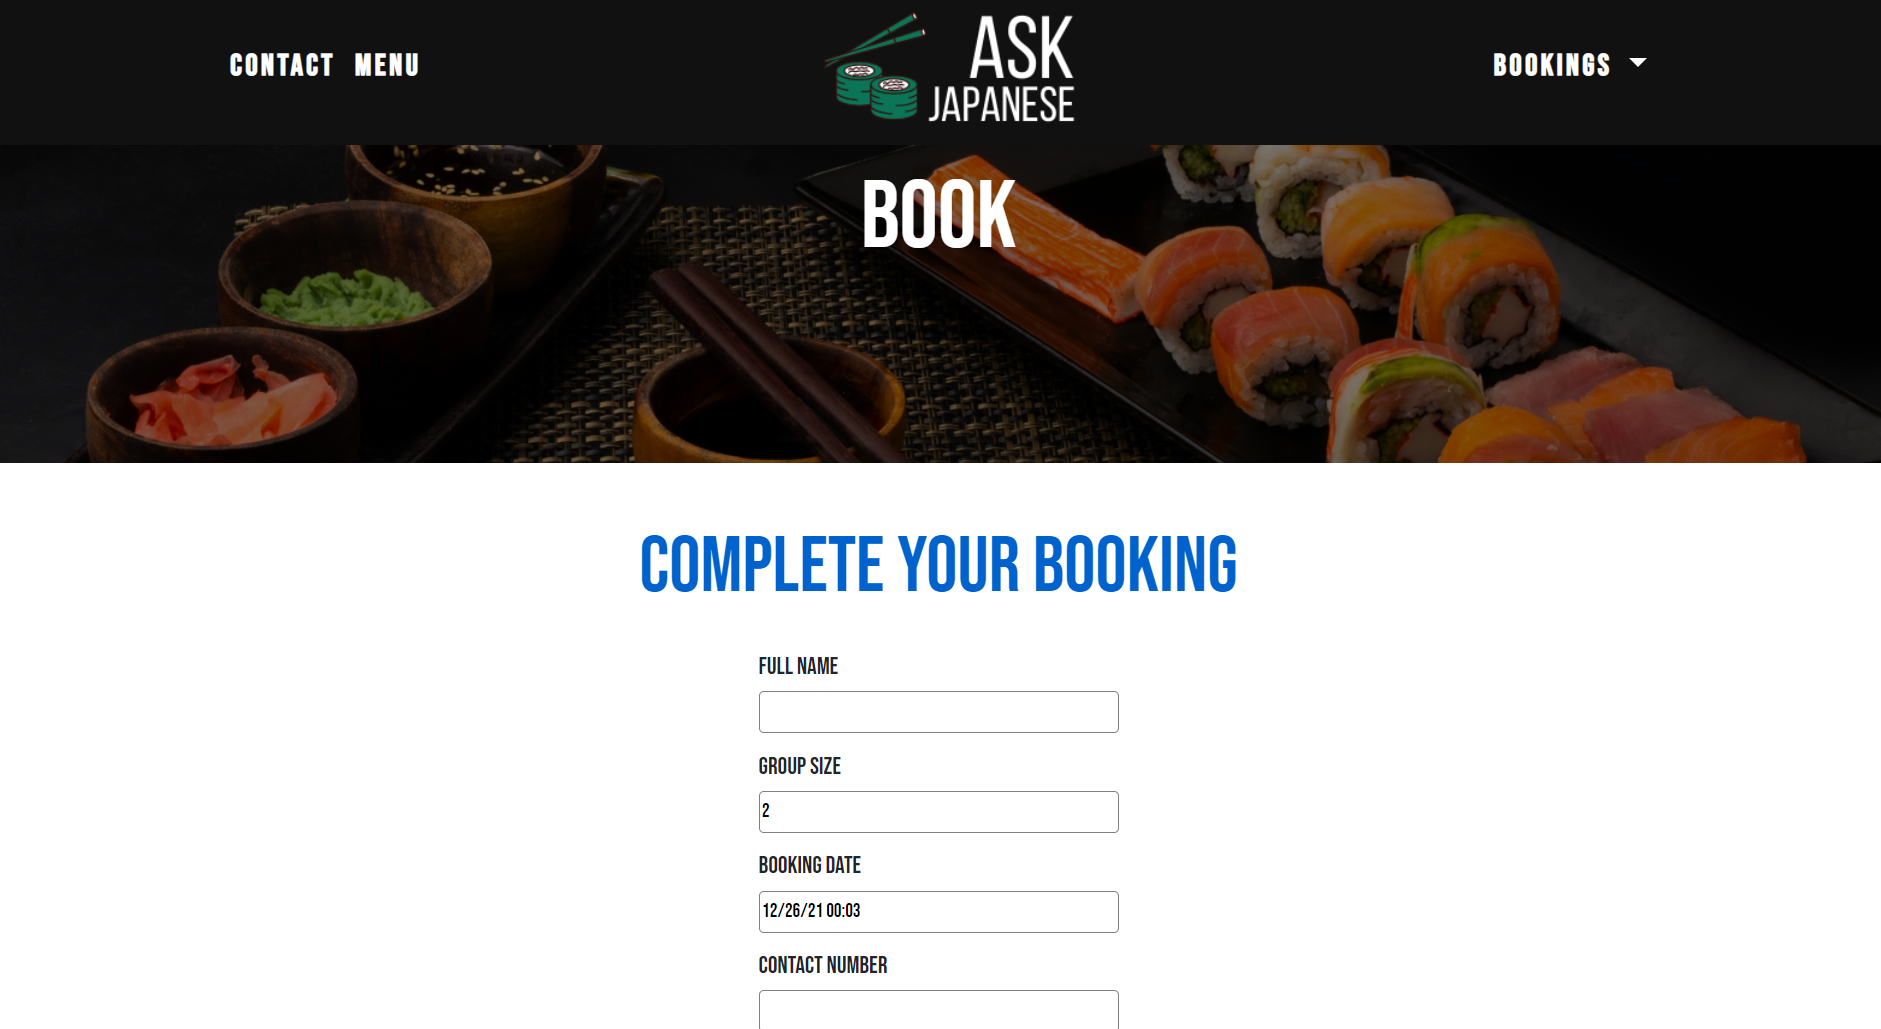 CONTACT MENU
ASK
JAPANESE
BOOKINGS
BOOK
COMPLETE YOUR BOOKING
FULL NAME
GROUP SIZE
2
BOOKING DATE
12/26/21 00:03
CONTACT NUMBER